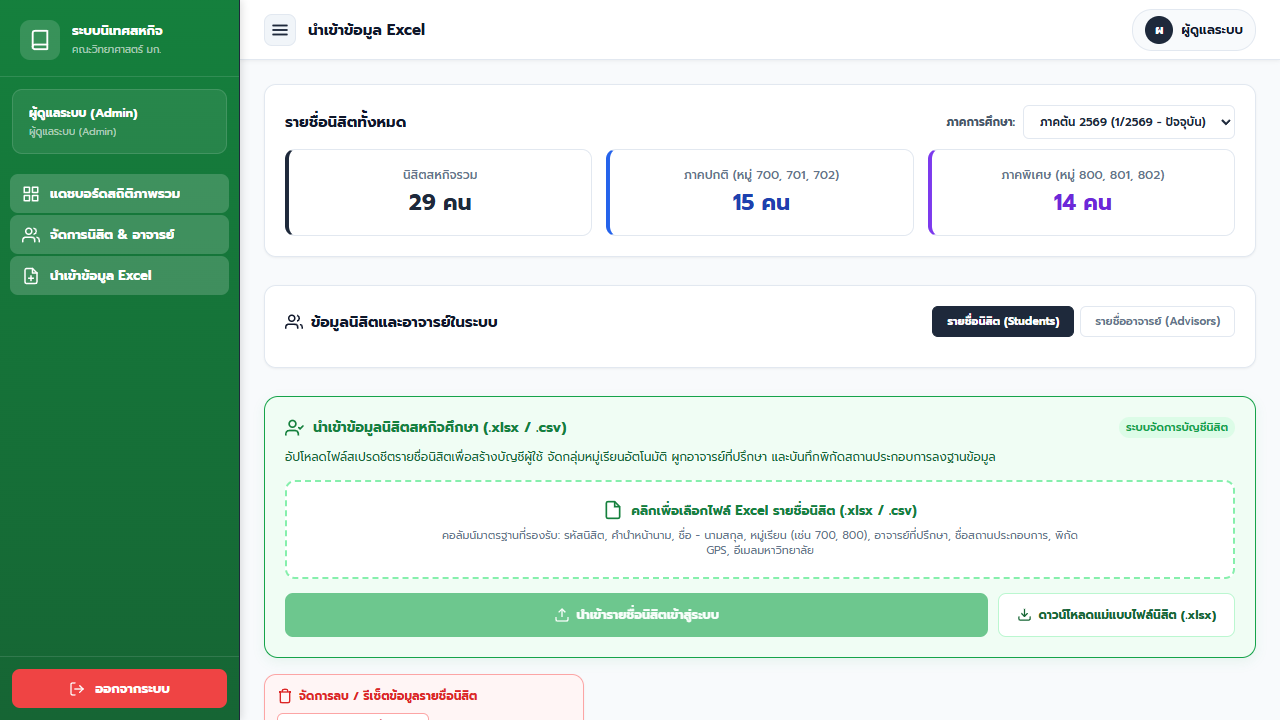 ระบบนิเทศสหกิจ
คณะวิทยาศาสตร์ มก.
ผู้ดูแลระบบ (Admin)
ผู้ดูแลระบบ (Admin)
แดชบอร์ดสถิติภาพรวม
จัดการนิสิต & อาจารย์
นำเข้าข้อมูล Excel
ออกจากระบบ
นำเข้าข้อมูล Excel
ผ
ผู้ดูแลระบบ
รายชื่อนิสิตทั้งหมด
ภาคการศึกษา:
ภาคต้น 2569 (1/2569 - ปัจจุบัน)
นิสิตสหกิจรวม
29 คน
ภาคปกติ (หมู่ 700, 701, 702)
15 คน
ภาคพิเศษ (หมู่ 800, 801, 802)
14 คน
ข้อมูลนิสิตและอาจารย์ในระบบ
รายชื่อนิสิต (Students)
รายชื่ออาจารย์ (Advisors)
นำเข้าข้อมูลนิสิตสหกิจศึกษา (.xlsx / .csv)
ระบบจัดการบัญชีนิสิต
อัปโหลดไฟล์สเปรดชีตรายชื่อนิสิตเพื่อสร้างบัญชีผู้ใช้ จัดกลุ่มหมู่เรียนอัตโนมัติ ผูกอาจารย์ที่ปรึกษา และบันทึกพิกัดสถานประกอบการลงฐานข้อมูล
คลิกเพื่อเลือกไฟล์ Excel รายชื่อนิสิต (.xlsx / .csv)
คอลัมน์มาตรฐานที่รองรับ: รหัสนิสิต, คำนำหน้านาม, ชื่อ - นามสกุล, หมู่เรียน (เช่น 700, 800), อาจารย์ที่ปรึกษา, ชื่อสถานประกอบการ, พิกัด
GPS, อีเมลมหาวิทยาลัย
นำเข้ารายชื่อนิสิตเข้าสู่ระบบ
ดาวน์โหลดแม่แบบไฟล์นิสิต (.xlsx)
จัดการลบ / รีเซ็ตข้อมูลรายชื่อนิสิต